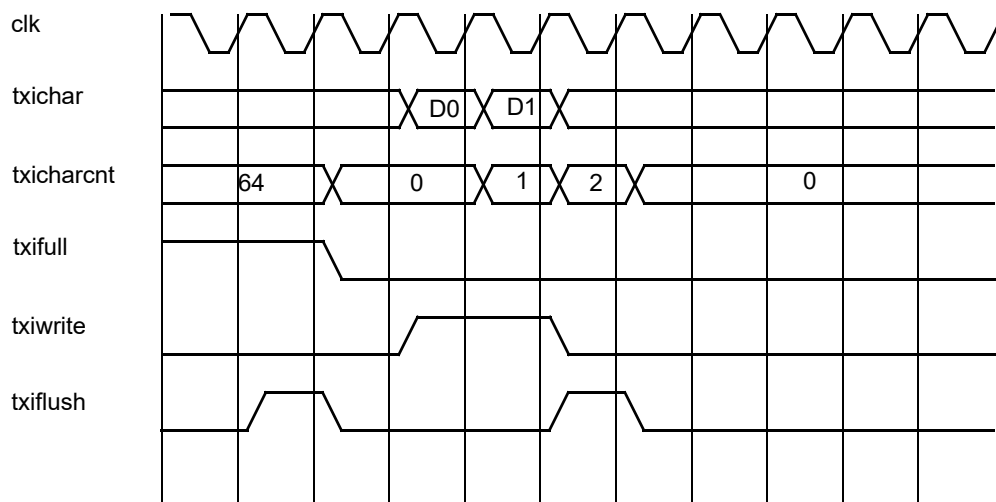 clk
txichar D0 D1
txicharcnt 64 0 1 2 0
txifull
txiwrite
txiflush